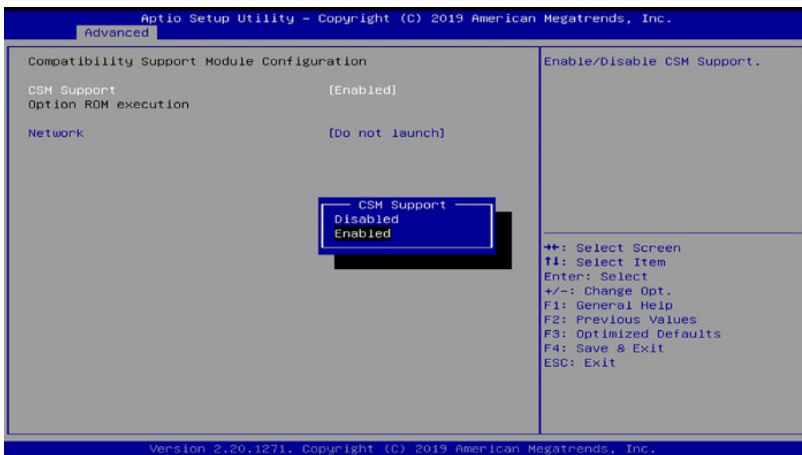 Aptio Setup Utility – Copyright (C) 2019 American Megatrends, Inc.
Advanced
Compatibility Support Module Configuration
CSM Support [Enabled]
Option ROM execution
Network [Do not launch]
CSM Support
Disabled
Enabled
Enable/Disable CSM Support.
→←: Select Screen
↑↓: Select Item
Enter: Select
+/-: Change Opt.
F1: General Help
F2: Previous Values
F3: Optimized Defaults
F4: Save & Exit
ESC: Exit
Version 2.20.1271. Copyright (C) 2019 American Megatrends, Inc.